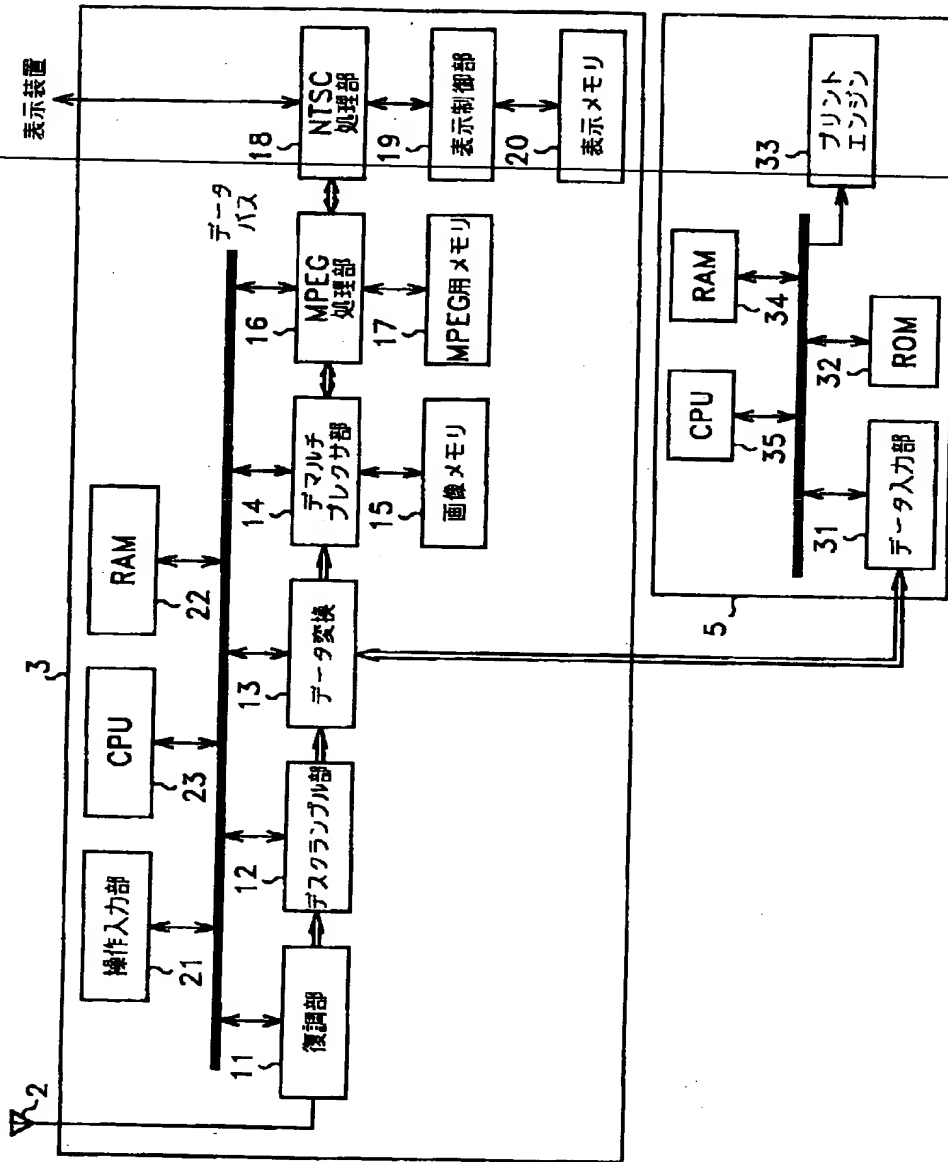 3
操作入力部
21
CPU
23
RAM
22
データ
バス
表示装置
2
復調部
11
デスクランブル部
12
データ変換
13
デマルチ
プレクサ部
14
MPEG
処理部
16
NTSC
処理部
18
画像メモリ
15
MPEG用メモリ
17
表示制御部
19
表示メモリ
20
5
CPU
35
RAM
34
データ入力部
31
ROM
32
プリント
エンジン
33